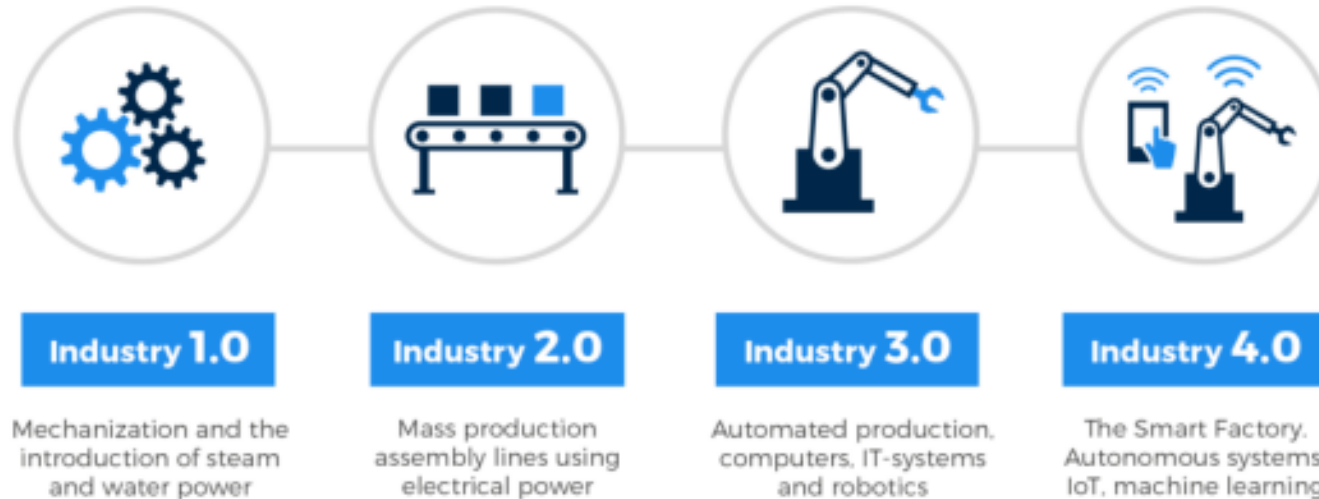 Industry 1.0
Mechanization and the
introduction of steam
and water power
Industry 2.0
Mass production
assembly lines using
electrical power
Industry 3.0
Automated production,
computers, IT-systems
and robotics
Industry 4.0
The Smart Factory.
Autonomous systems
IoT, machine learning